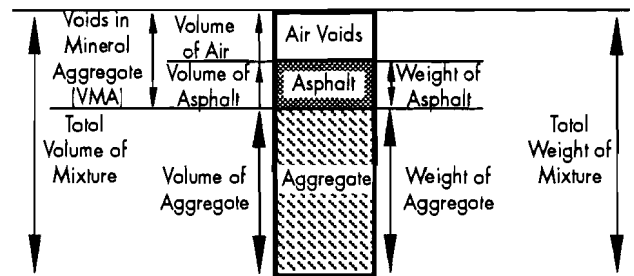 Voids in
Mineral
Aggregate
(VMA)
Volume
of Air
Air Voids
Volume of
Asphalt
Asphalt
Weight of
Asphalt
Total
Volume of
Mixture
Volume of
Aggregate
Aggregate
Weight of
Aggregate
Total
Weight of
Mixture